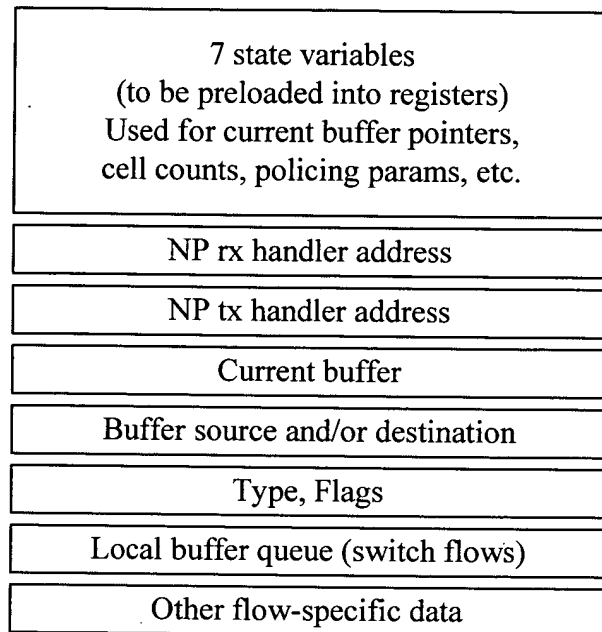 7 state variables
(to be preloaded into registers)
Used for current buffer pointers,
cell counts, policing params, etc.
NP rx handler address
NP tx handler address
Current buffer
Buffer source and/or destination
Type, Flags
Local buffer queue (switch flows)
Other flow-specific data